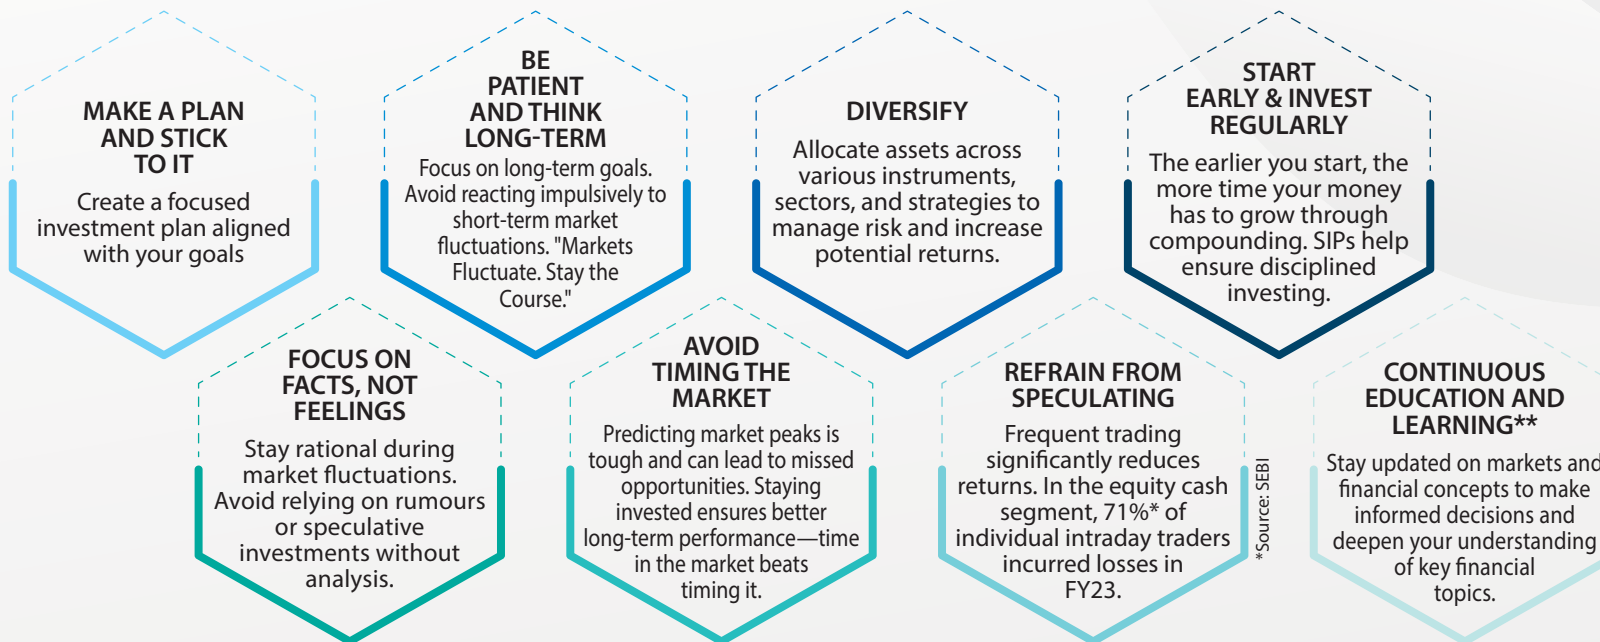 MAKE A PLAN
AND STICK
TO IT
Create a focused
investment plan aligned
with your goals
BE
PATIENT
AND THINK
LONG-TERM
Focus on long-term goals.
Avoid reacting impulsively to
short-term market
fluctuations. "Markets
Fluctuate. Stay the
Course."
DIVERSIFY
Allocate assets across
various instruments,
sectors, and strategies to
manage risk and increase
potential returns.
START
EARLY & INVEST
REGULARLY
The earlier you start, the
more time your money
has to grow through
compounding. SIPs help
ensure disciplined
investing.
FOCUS ON
FACTS, NOT
FEELINGS
Stay rational during
market fluctuations.
Avoid relying on rumours
or speculative
investments without
analysis.
AVOID
TIMING THE
MARKET
Predicting market peaks is
tough and can lead to missed
opportunities. Staying
invested ensures better
long-term performance—time
in the market beats
timing it.
REFRAIN FROM
SPECULATING
Frequent trading
significantly reduces
returns. In the equity cash
segment, 71%* of
individual intraday traders
incurred losses in
FY23.
*Source: SEBI
CONTINUOUS
EDUCATION AND
LEARNING**
Stay updated on markets and
financial concepts to make
informed decisions and
deepen your understanding
of key financial
topics.